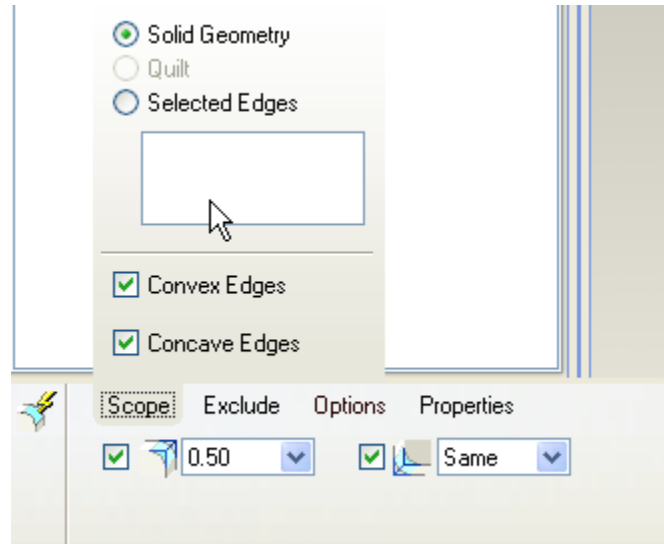 Solid Geometry
Quilt
Selected Edges
Convex Edges
Concave Edges
Scope Exclude Options Properties
0.50 Same